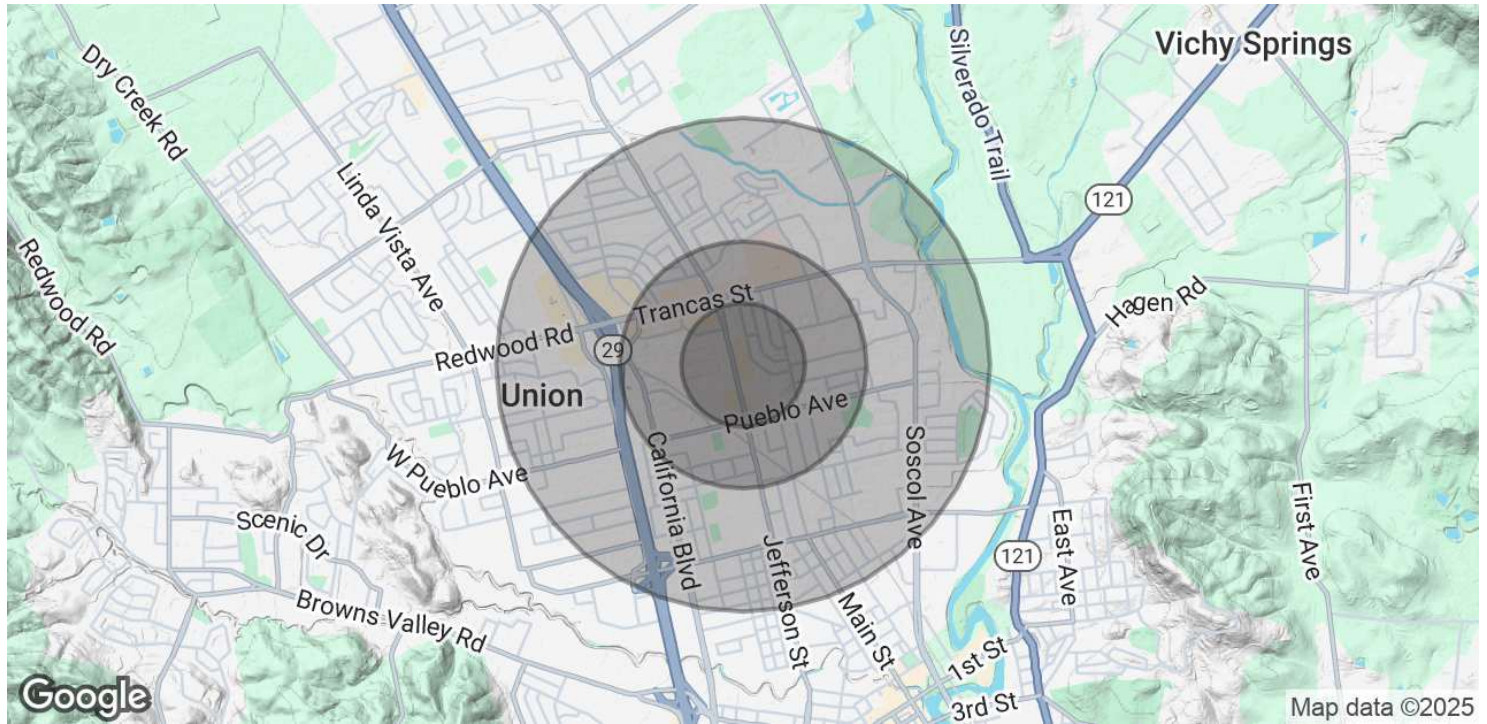 Vichy Springs
Silverado Trail
Dry Creek Rd
Linda Vista Ave
121
Redwood Rd
Hagen Rd
Trancas St
Redwood Rd
29
Union
Pueblo Ave
W Pueblo Ave
California Blvd
Soscol Ave
First Ave
Scenic Dr
121
East Ave
Jefferson St
Main St
Browns Valley Rd
1st St
3rd St
Google
Map data ©2025